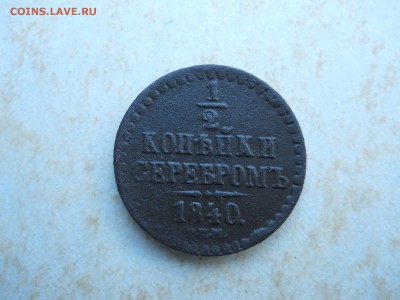 COINS.LAVE.RU
1
2
КОПѢЙКИ
СЕРЕБРОМЪ
1840.